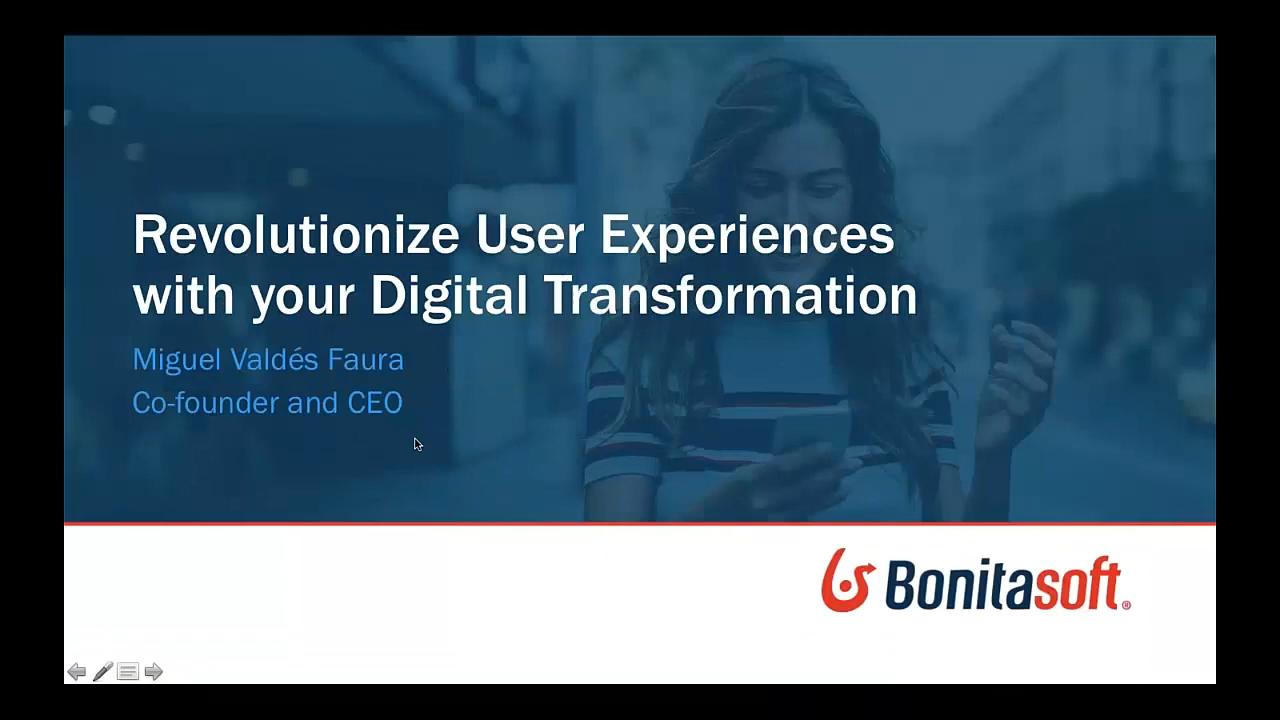 Revolutionize User Experiences
with your Digital Transformation
Miguel Valdés Faura
Co-founder and CEO
Bonitasoft®